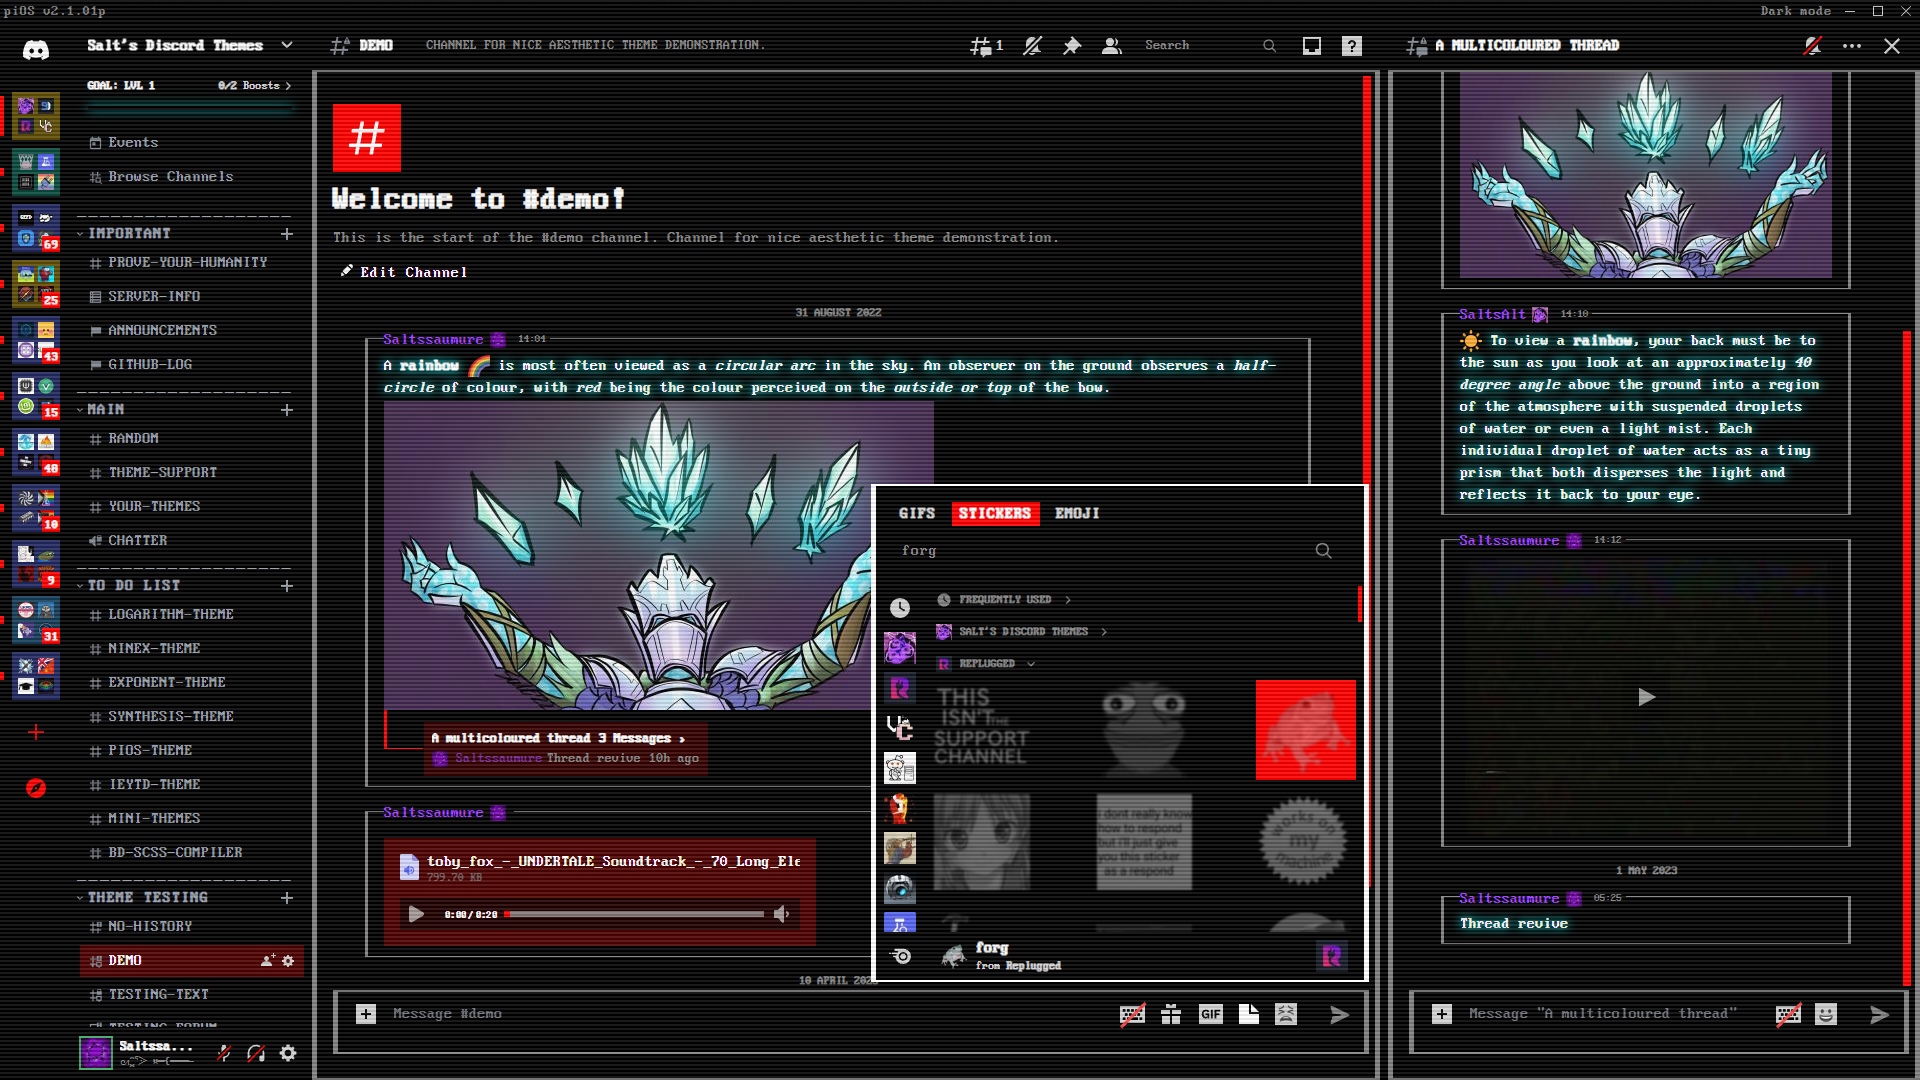 piOS v2.1.01p
Dark mode
Salt's Discord Themes
GOAL: LVL 1
0/2 Boosts
Events
Browse Channels
IMPORTANT
PROVE-YOUR-HUMANITY
SERVER-INFO
ANNOUNCEMENTS
GITHUB-LOG
MAIN
RANDOM
THEME-SUPPORT
YOUR-THEMES
CHATTER
TO DO LIST
LOGARITHM-THEME
NINEX-THEME
EXPONENT-THEME
SYNTHESIS-THEME
PIOS-THEME
IEYTD-THEME
MINI-THEMES
BD-SCSS-COMPILER
THEME TESTING
NO-HISTORY
DEMO
TESTING-TEXT
TESTING-FORUM
Saltssa...
69
25
43
15
40
10
9
31
DEMO
CHANNEL FOR NICE AESTHETIC THEME DEMONSTRATION.
1
Search
Welcome to #demo!
This is the start of the #demo channel. Channel for nice aesthetic theme demonstration.
Edit Channel
31 AUGUST 2022
Saltssaumure 14:04
A rainbow 🌈 is most often viewed as a circular arc in the sky. An observer on the ground observes a half-
circle of colour, with red being the colour perceived on the outside or top of the bow.
A multicoloured thread 3 Messages ›
Saltssaumure Thread revive 10h ago
Saltssaumure
toby_fox_-_UNDERTALE_Soundtrack_-_70_Long_Ele
799.70 KB
0:00/0:20
10 APRIL
Message #demo
GIF
GIFS
STICKERS
EMOJI
forg
FREQUENTLY USED
SALT'S DISCORD THEMES
REPLUGGED
THIS
ISN'T THE
SUPPORT
CHANNEL
i dont really know
how to respond
but i'll just give
you this sticker
as a respond
works on
my
machine
forg
from Replugged
A MULTICOLOURED THREAD
SaltsAlt 14:10
☀️ To view a rainbow, your back must be to
the sun as you look at an approximately 40
degree angle above the ground into a region
of the atmosphere with suspended droplets
of water or even a light mist. Each
individual droplet of water acts as a tiny
prism that both disperses the light and
reflects it back to your eye.
Saltssaumure 14:12
1 MAY 2023
Saltssaumure 05:25
Thread revive
Message "A multicoloured thread"